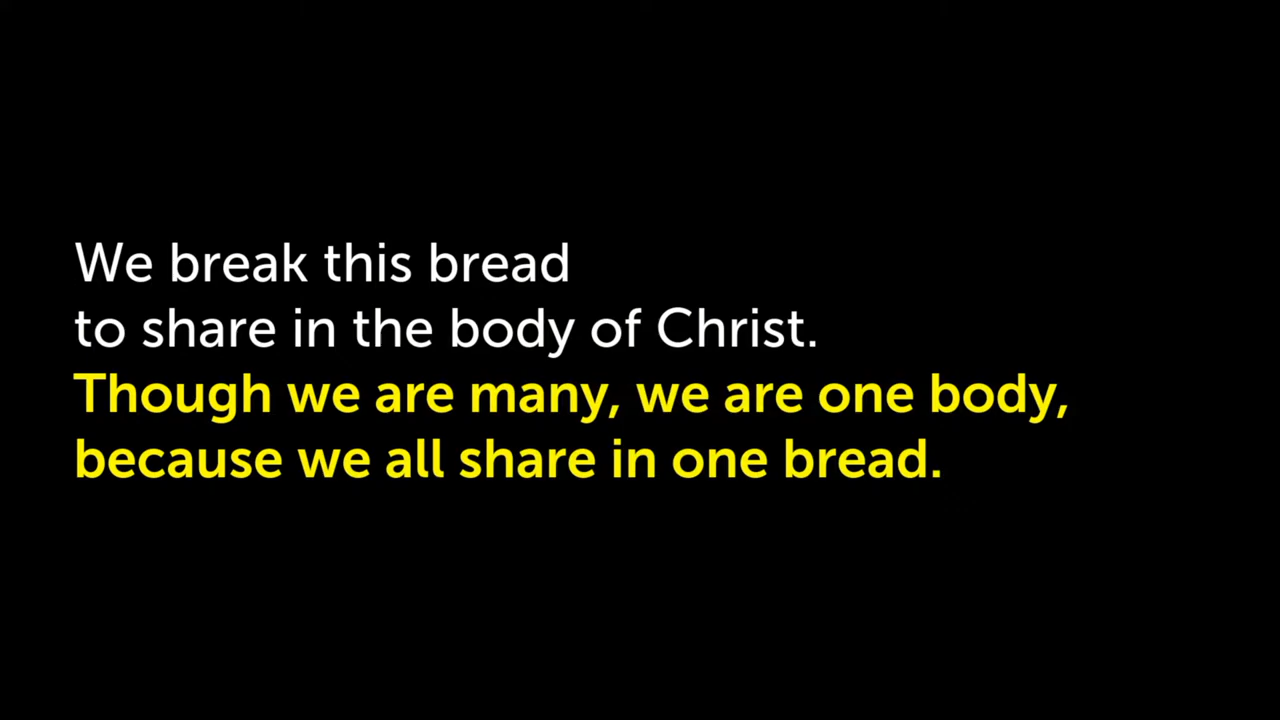 We break this bread
to share in the body of Christ.
Though we are many, we are one body,
because we all share in one bread.